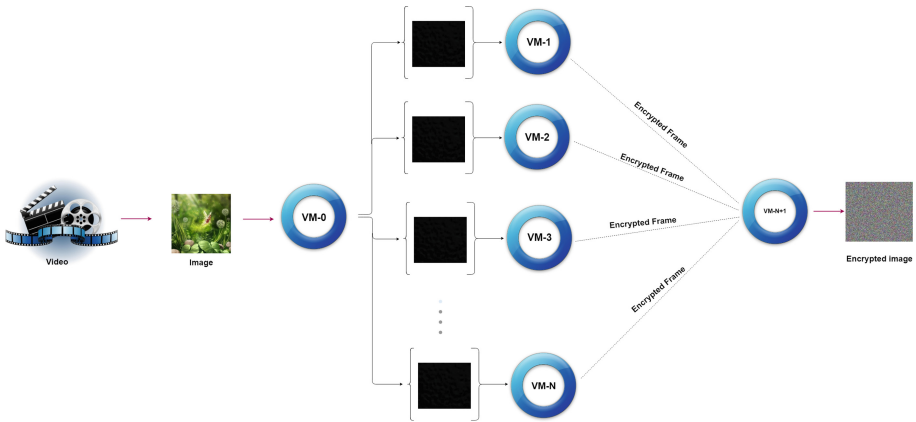 VM-1
Encrypted Frame
VM-2
Encrypted Frame
VM-0
VM-N+1
VM-3
Encrypted Frame
Video
Image
Encrypted image
Encrypted Frame
VM-N